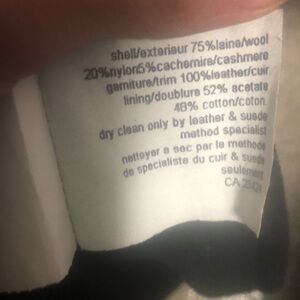 shell/exterieur 75%laine/wool
20%nylon5%cachemire/cashmere
garniture/trim 100%leather/cuir
lining/doublure 52% acetate
48% cotton/coton.
dry clean only by leather & suede
method specialist
nettoyer a sec par le methode
de specialiste du cuir & suede
seulement
CA 25424